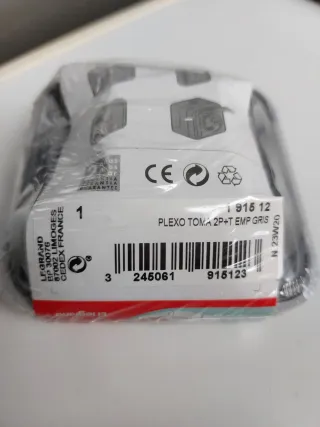 CE
1
1 915 12
PLEXO TOMA 2P+T EMP GRIS
3 245061 915123
N 23W20
LEGRAND
BP 30076
87002 LIMOGES
CEDEX FRANCE